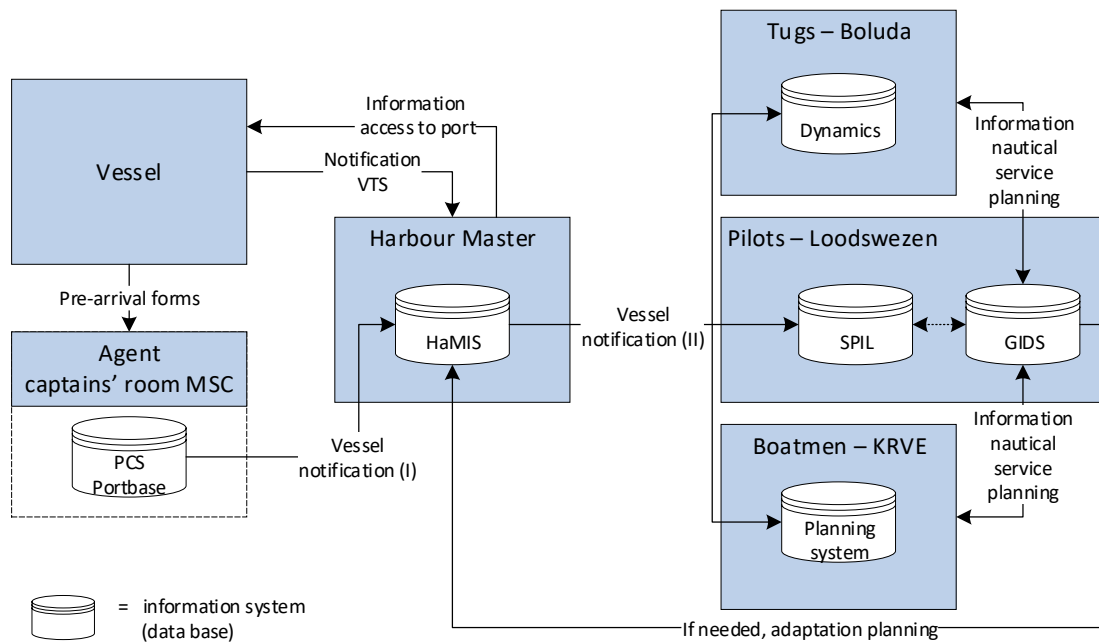 Tugs – Boluda
Dynamics
Information
access to port
Vessel
Notification
VTS
Information
nautical
service
planning
Harbour Master
HaMIS
Pilots – Loodswezen
SPIL
GIDS
Pre-arrival forms
Vessel
notification (II)
Agent
captains’ room MSC
PCS
Portbase
Vessel
notification (I)
Boatmen – KRVE
Planning
system
Information
nautical
service
planning
= information system
(data base)
If needed, adaptation planning